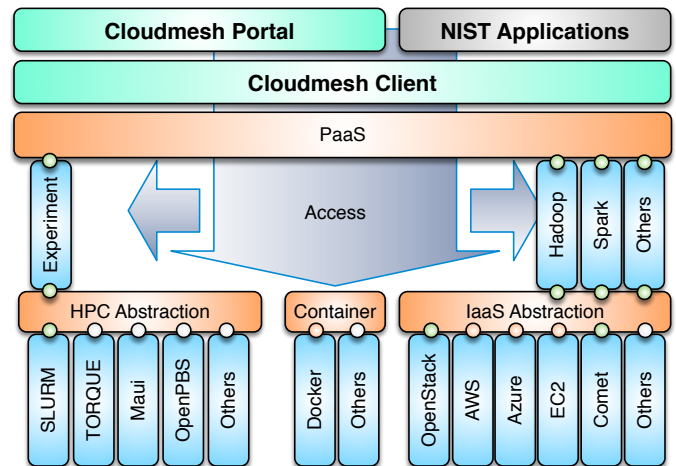 Cloudmesh Portal
NIST Applications
Cloudmesh Client
PaaS
Experiment
Access
Hadoop
Spark
Others
HPC Abstraction
Container
IaaS Abstraction
SLURM
TORQUE
Maui
OpenPBS
Others
Docker
Others
OpenStack
AWS
Azure
EC2
Comet
Others